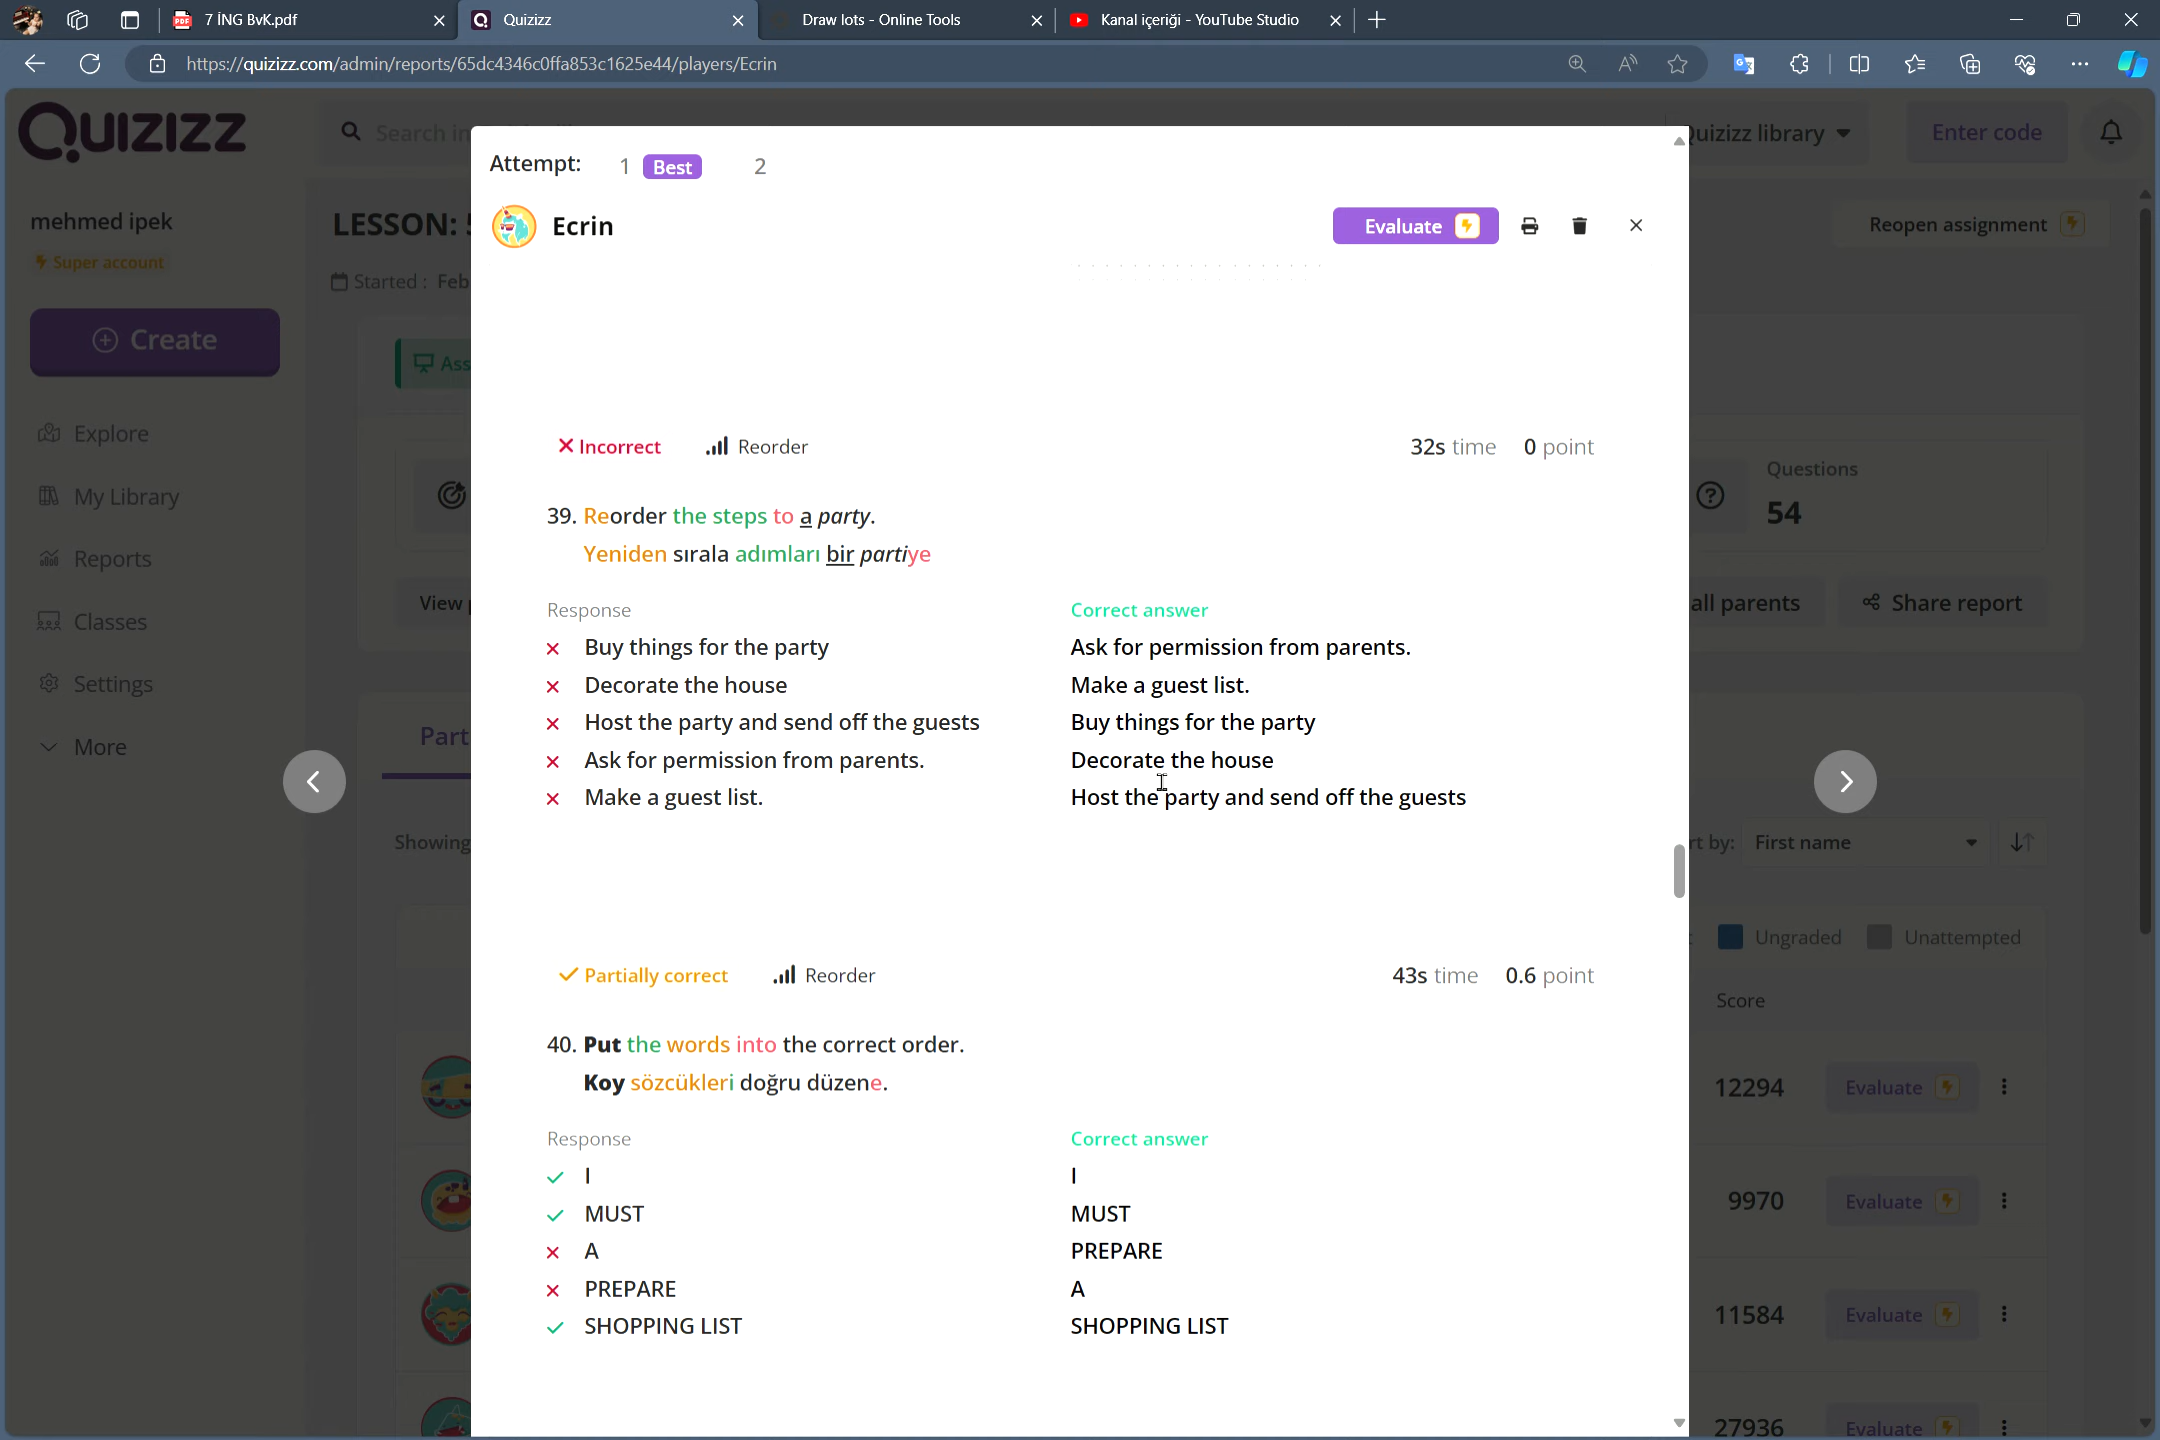 7 İNG BvK.pdf
Quizizz
Draw lots - Online Tools
Kanal içeriği - YouTube Studio
https://quizizz.com/admin/reports/65dc4346c0ffa853c1625e44/players/Ecrin
QUIZIZZ
Search in
Quizizz library
Enter code
Attempt: 1 Best 2
mehmed ipek
Super account
LESSON:
Ecrin
Evaluate
Reopen assignment
Started : Feb
Create
Ass
Explore
My Library
Reports
Classes
Settings
More
Incorrect Reorder 32s time 0 point
Questions
54
39. Reorder the steps to a party.
Yeniden sırala adımları bir partiye
View
all parents
Share report
Response Correct answer
Buy things for the party Ask for permission from parents.
Decorate the house Make a guest list.
Host the party and send off the guests Buy things for the party
Ask for permission from parents. Decorate the house
Make a guest list. Host the party and send off the guests
Part
Showing
rt by: First name
Ungraded Unattempted
Partially correct Reorder 43s time 0.6 point
Score
40. Put the words into the correct order.
Koy sözcükleri doğru düzene.
12294 Evaluate
Response Correct answer
I I
MUST MUST
A PREPARE
PREPARE A
SHOPPING LIST SHOPPING LIST
9970 Evaluate
11584 Evaluate
27936 Evaluate